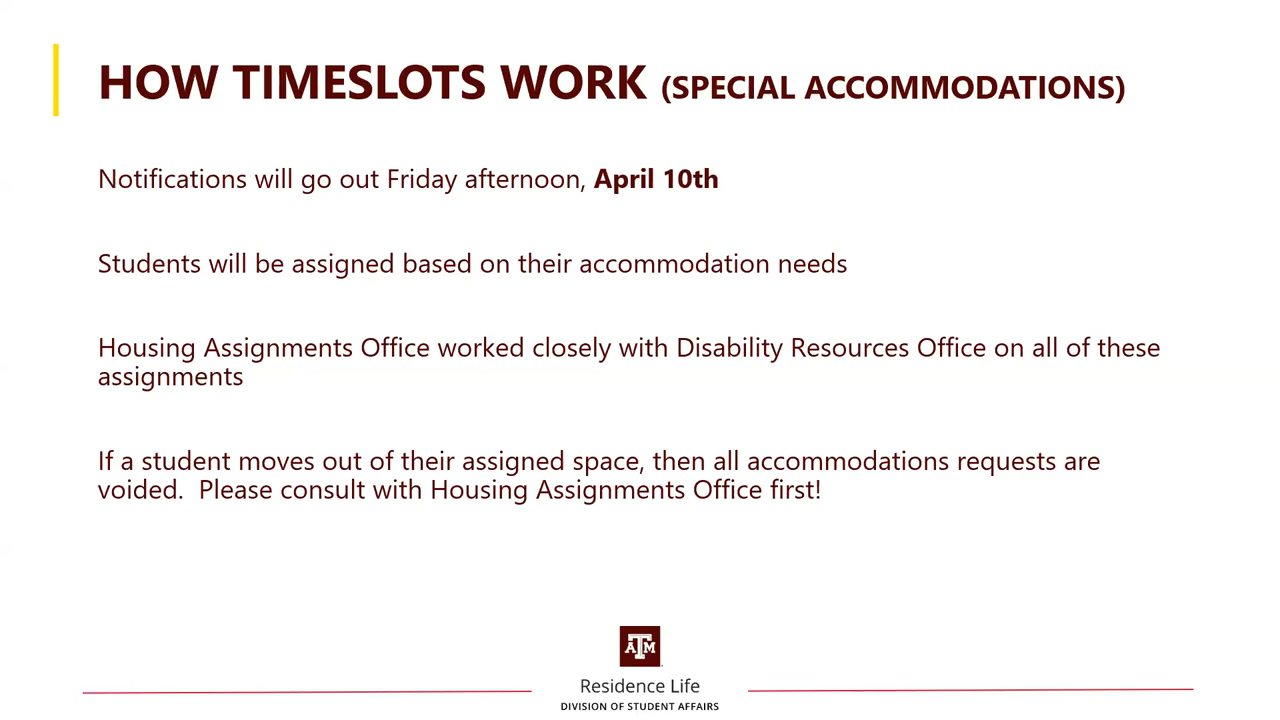 HOW TIMESLOTS WORK (SPECIAL ACCOMMODATIONS)
Notifications will go out Friday afternoon, April 10th
Students will be assigned based on their accommodation needs
Housing Assignments Office worked closely with Disability Resources Office on all of these
assignments
If a student moves out of their assigned space, then all accommodations requests are
voided.  Please consult with Housing Assignments Office first!
ATM
Residence Life
DIVISION OF STUDENT AFFAIRS